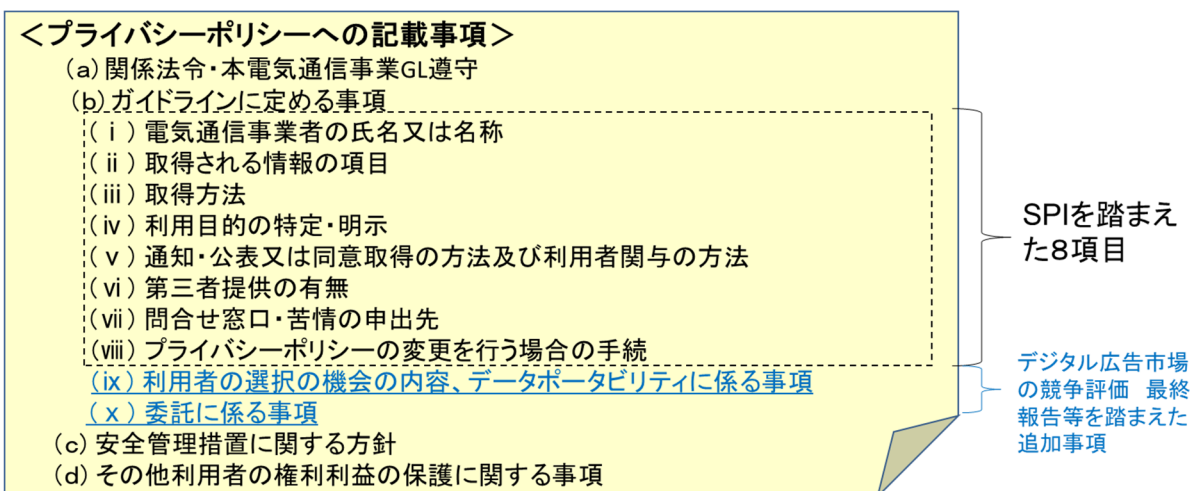 ＜プライバシーポリシーへの記載事項＞
(a)関係法令・本電気通信事業GL遵守
(b)ガイドラインに定める事項
(ⅰ)電気通信事業者の氏名又は名称
(ⅱ)取得される情報の項目
(ⅲ)取得方法
(ⅳ)利用目的の特定・明示
(ⅴ)通知・公表又は同意取得の方法及び利用者関与の方法
(ⅵ)第三者提供の有無
(ⅶ)問合せ窓口・苦情の申出先
(ⅷ)プライバシーポリシーの変更を行う場合の手続
(ⅸ)利用者の選択の機会の内容、データポータビリティに係る事項
(ⅹ)委託に係る事項
(c)安全管理措置に関する方針
(d)その他利用者の権利利益の保護に関する事項
SPIを踏まえ
た８項目
デジタル広告市場
の競争評価　最終
報告等を踏まえた
追加事項